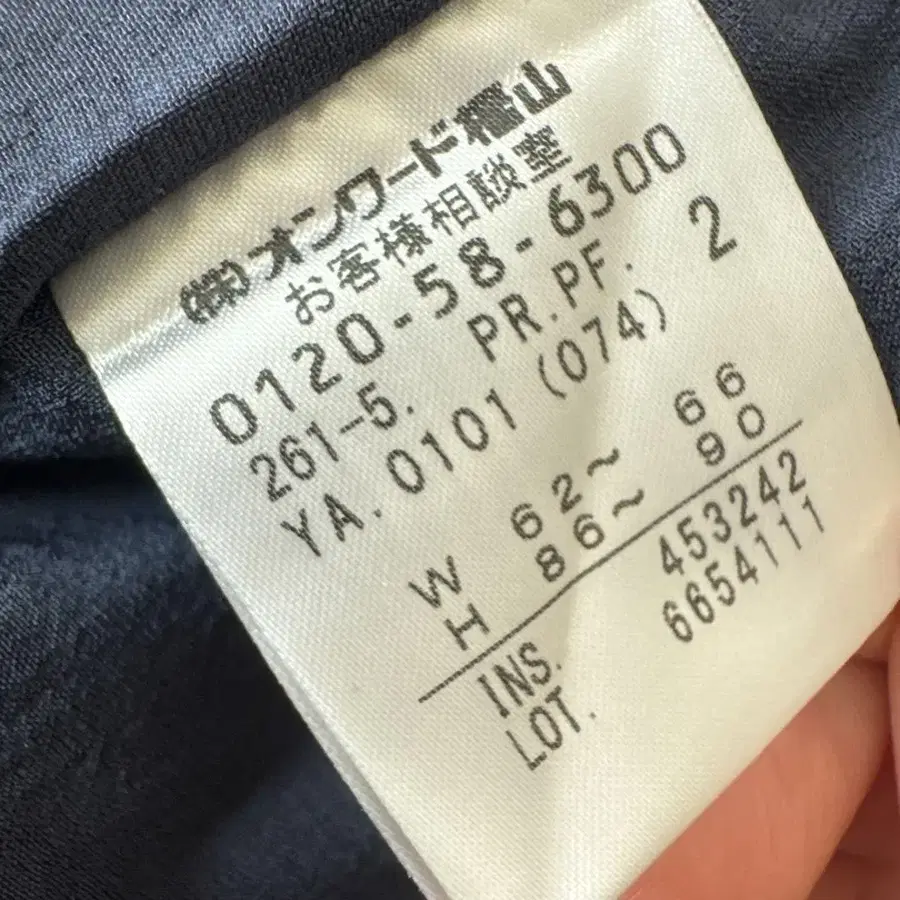 ㈱オンワード樫山
お客様相談室
0120-58-6300
261-5. PR.PF. 2
YA.0101 (074)
W 62~ 66
H 86~ 90
INS. 453242
LOT. 6654111